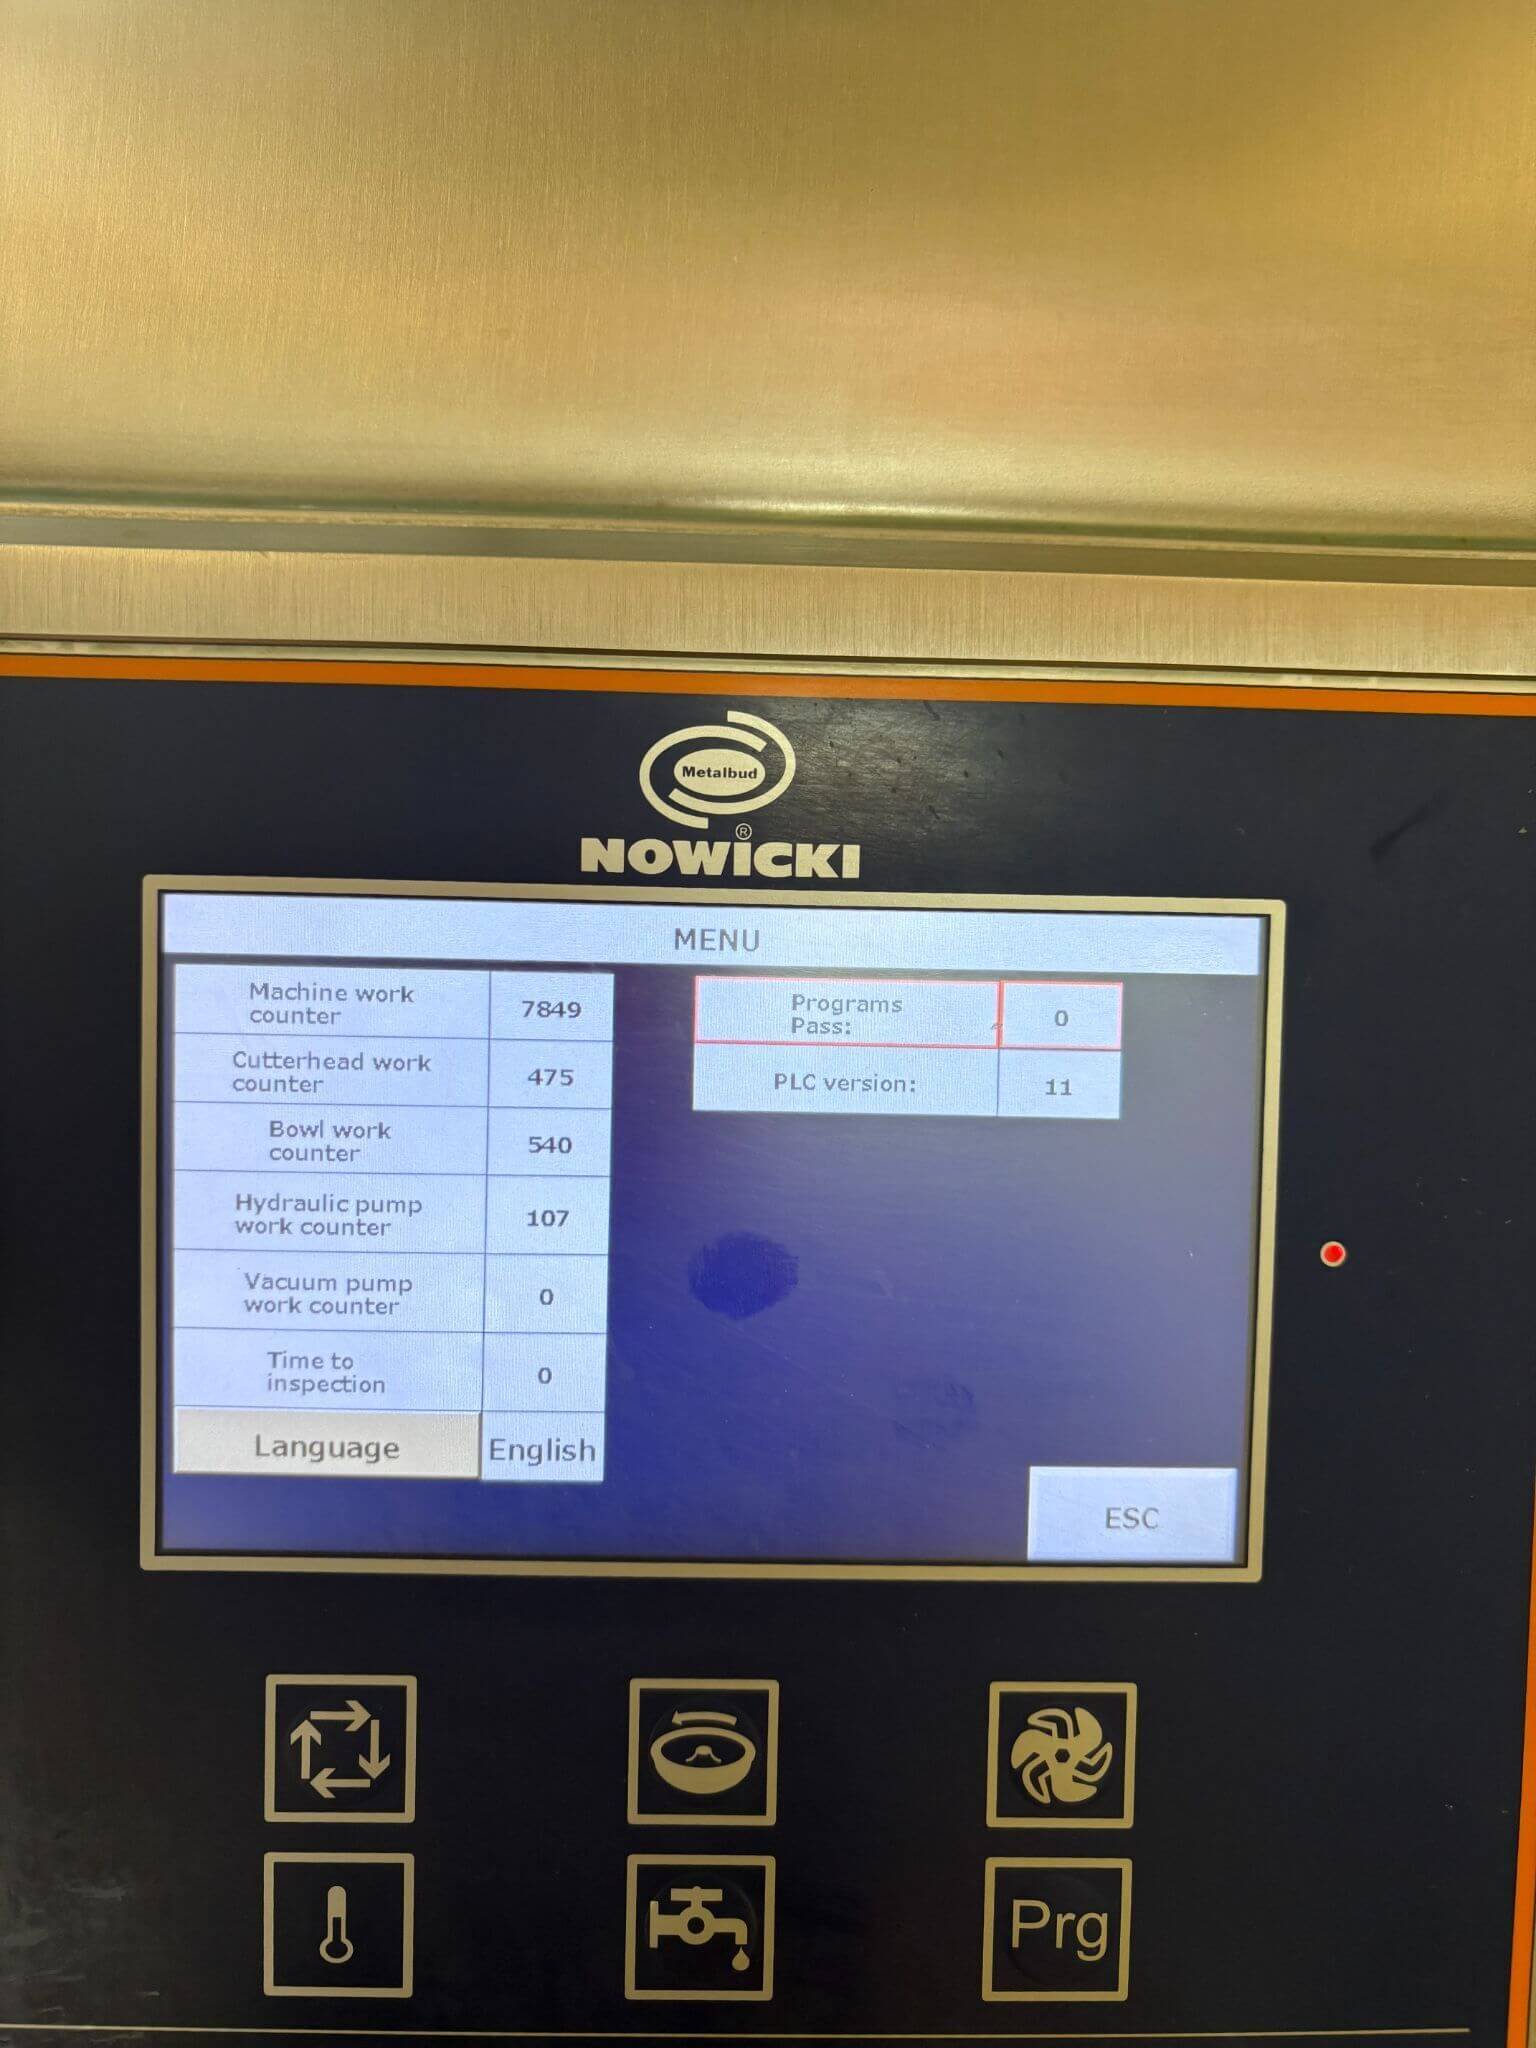 Metalbud
®
NOWICKI
MENU
Machine work
counter
7849
Cutterhead work
counter
475
Bowl work
counter
540
Hydraulic pump
work counter
107
Vacuum pump
work counter
0
Time to
inspection
0
Language
English
Programs
Pass:
0
PLC version:
11
ESC
Prg